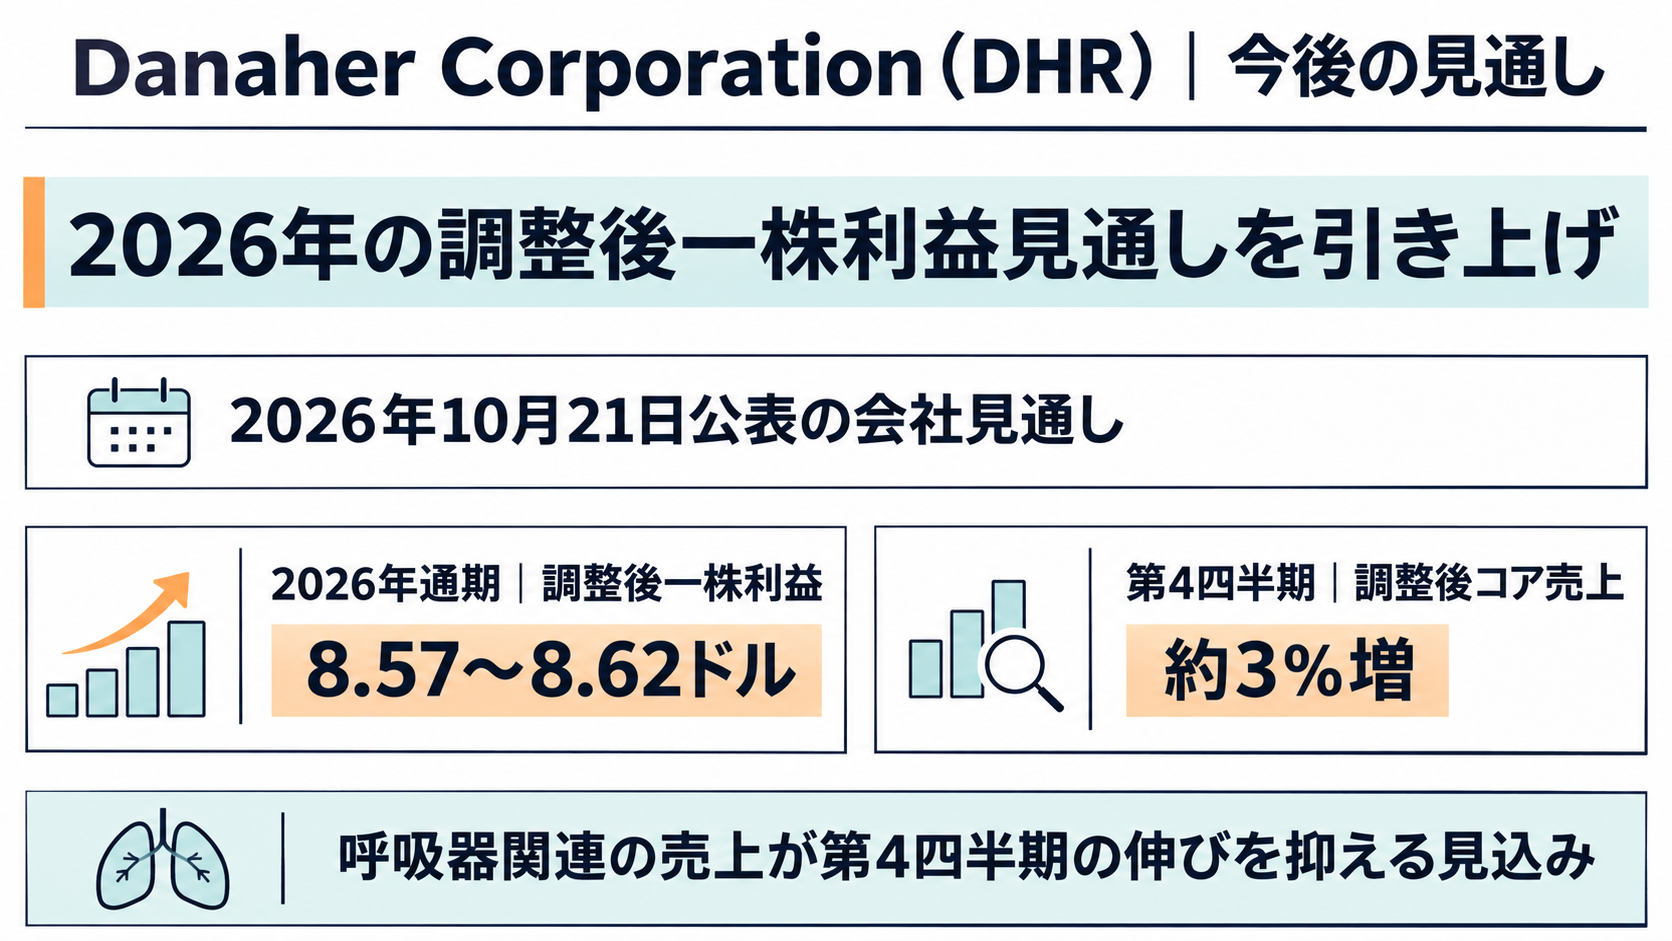 Danaher Corporation（DHR）｜今後の見通し
2026年の調整後一株利益見通しを引き上げ
2026年10月21日公表の会社見通し
2026年通期｜調整後一株利益
8.57～8.62ドル
第4四半期｜調整後コア売上
約3%増
呼吸器関連の売上が第4四半期の伸びを抑える見込み